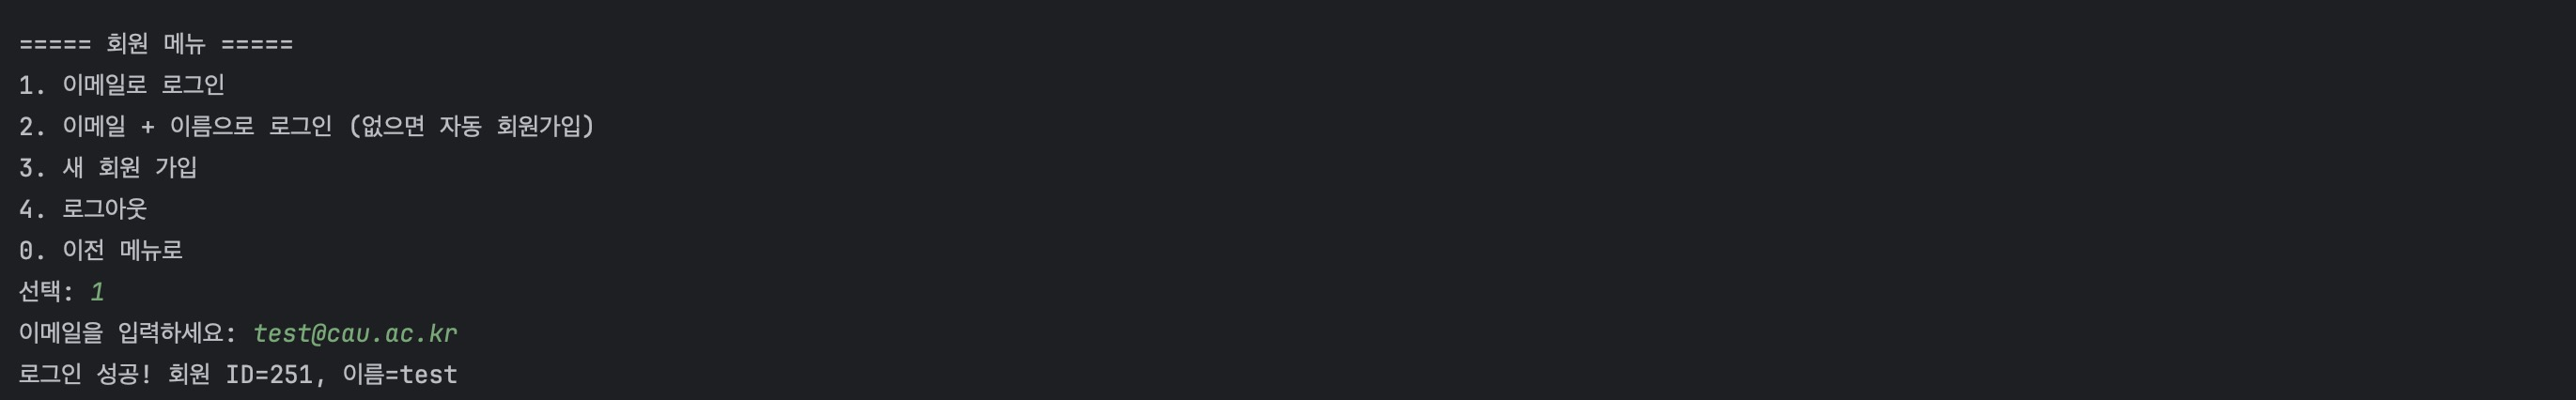 ===== 회원 메뉴 =====
1. 이메일로 로그인
2. 이메일 + 이름으로 로그인 (없으면 자동 회원가입)
3. 새 회원 가입
4. 로그아웃
0. 이전 메뉴로
선택: 1
이메일을 입력하세요: test@cau.ac.kr
로그인 성공! 회원 ID=251, 이름=test